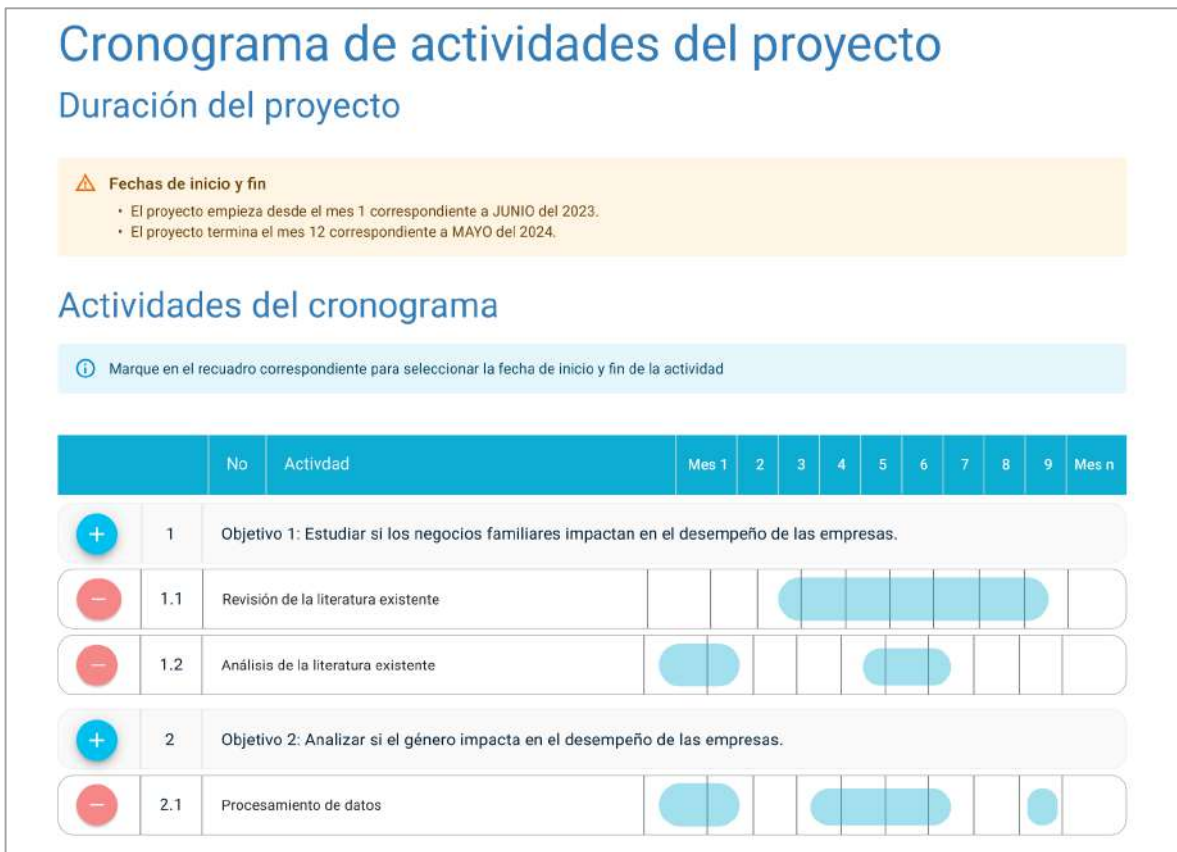 Cronograma de actividades del proyecto
Duración del proyecto
Fechas de inicio y fin
• El proyecto empieza desde el mes 1 correspondiente a JUNIO del 2023.
• El proyecto termina el mes 12 correspondiente a MAYO del 2024.
Actividades del cronograma
Marque en el recuadro correspondiente para seleccionar la fecha de inicio y fin de la actividad
No Activdad Mes 1 2 3 4 5 6 7 8 9 Mes n
1 Objetivo 1: Estudiar si los negocios familiares impactan en el desempeño de las empresas.
1.1 Revisión de la literatura existente
1.2 Análisis de la literatura existente
2 Objetivo 2: Analizar si el género impacta en el desempeño de las empresas.
2.1 Procesamiento de datos